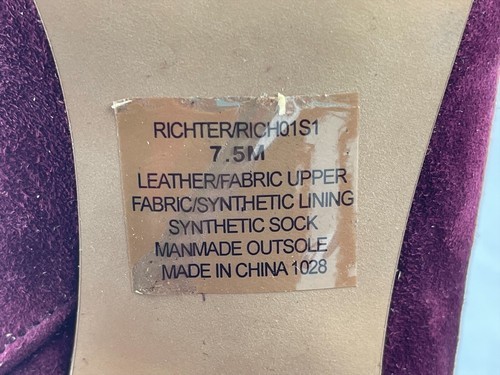 RICHTER/RICH01S1
7.5M
LEATHER/FABRIC UPPER
FABRIC/SYNTHETIC LINING
SYNTHETIC SOCK
MANMADE OUTSOLE
MADE IN CHINA 1028